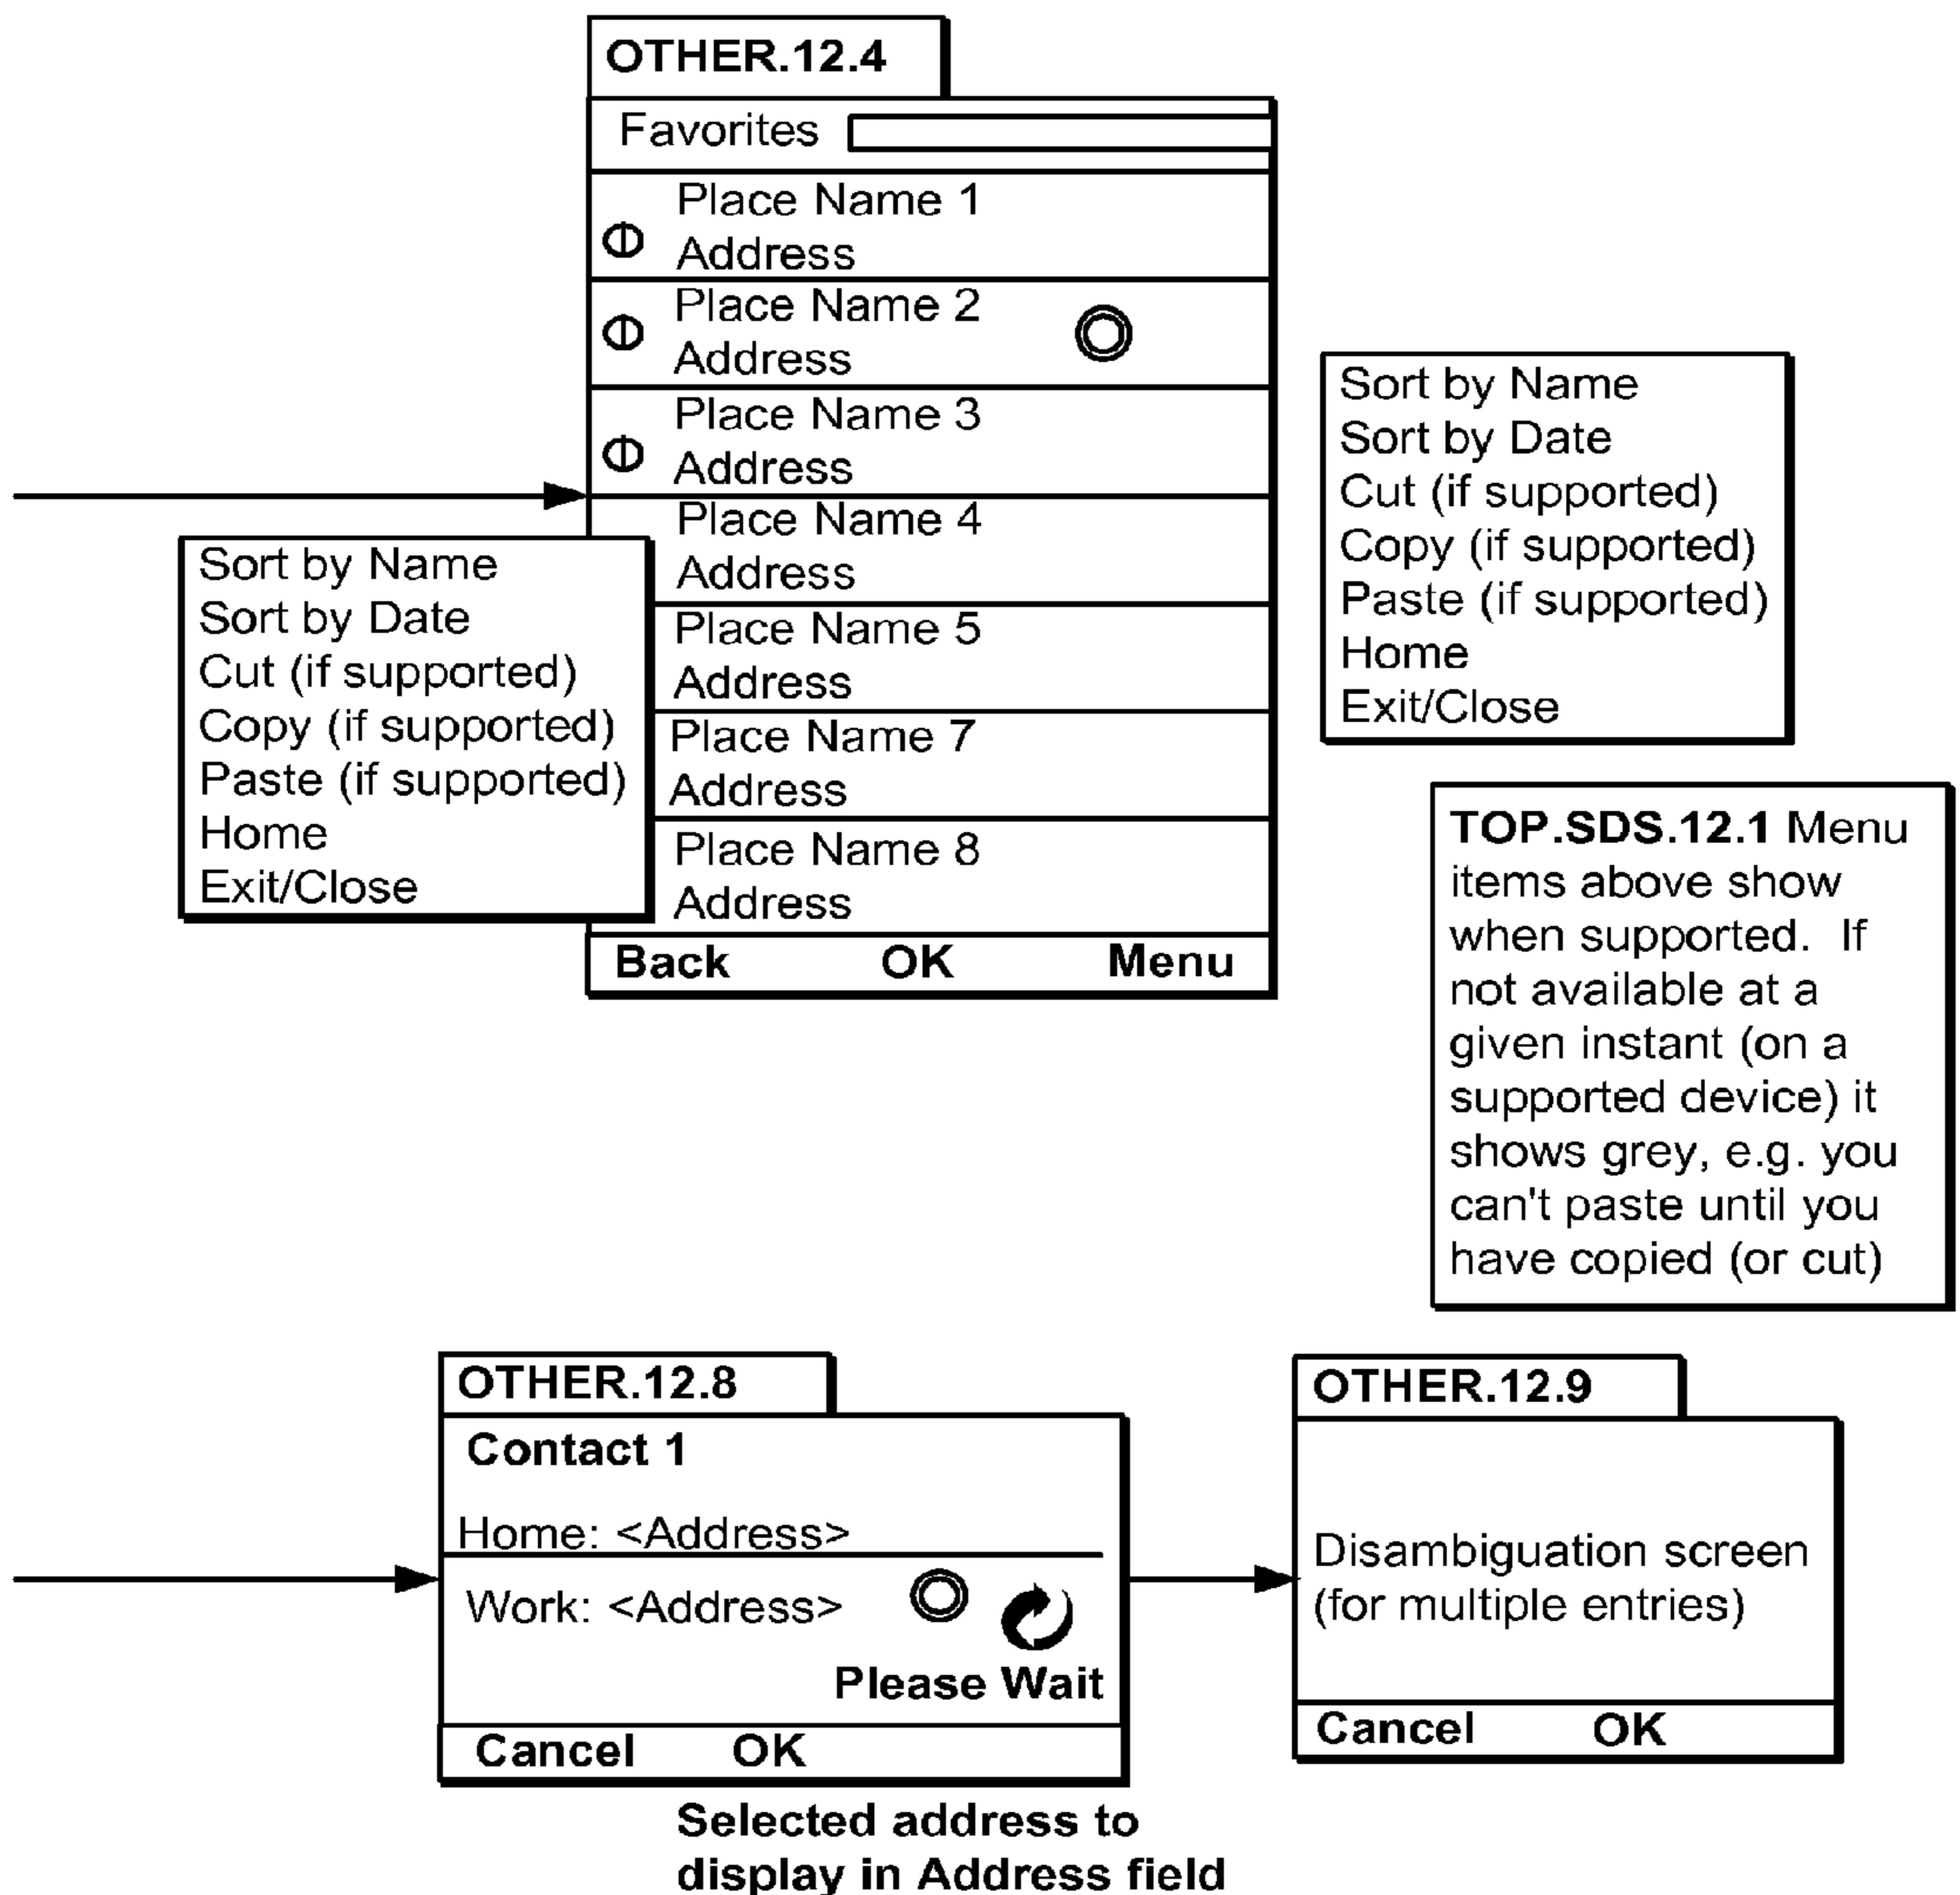 OTHER.12.4
Favorites
Place Name 1
Address
Place Name 2
Address
Place Name 3
Address
Place Name 4
Address
Place Name 5
Address
Place Name 7
Address
Place Name 8
Address
Back OK Menu
Sort by Name
Sort by Date
Cut (if supported)
Copy (if supported)
Paste (if supported)
Home
Exit/Close
Sort by Name
Sort by Date
Cut (if supported)
Copy (if supported)
Paste (if supported)
Home
Exit/Close
TOP.SDS.12.1 Menu
items above show
when supported. If
not available at a
given instant (on a
supported device) it
shows grey, e.g. you
can't paste until you
have copied (or cut)
OTHER.12.8
Contact 1
Home: <Address>
Work: <Address>
Please Wait
Cancel OK
Selected address to
display in Address field
OTHER.12.9
Disambiguation screen
(for multiple entries)
Cancel OK